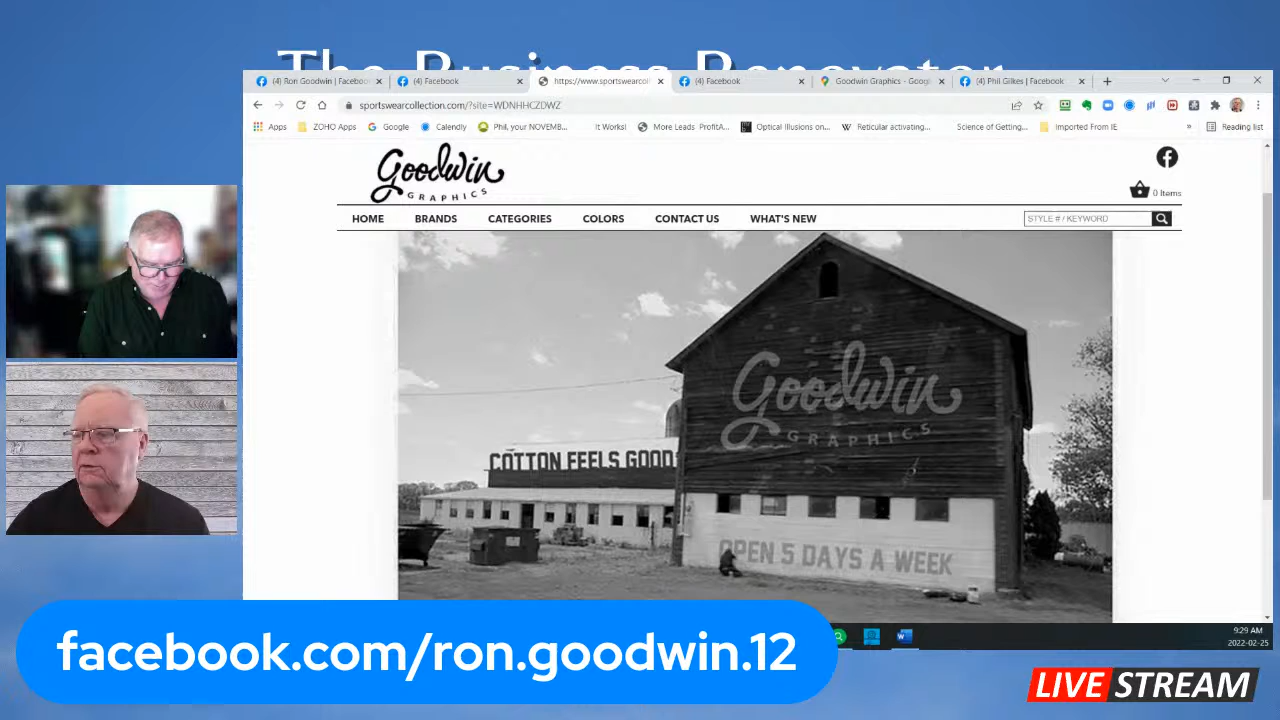 The Business Renovator
(4) Ron Goodwin | Facebook
(4) Facebook
https://www.sportswearcoll
(4) Facebook
Goodwin Graphics - Googl
(4) Phil Gilkes | Facebook
sportswearcollection.com/?site=WDNHHCZDWZ
Apps
ZOHO Apps
Google
Calendly
Phil, your NOVEMB...
It Works!
More Leads ProfitA...
Optical Illusions on...
Reticular activating...
Science of Getting...
Imported From IE
»
Reading list
Goodwin
GRAPHICS
0 Items
HOME
BRANDS
CATEGORIES
COLORS
CONTACT US
WHAT'S NEW
STYLE # / KEYWORD
Goodwin
GRAPHICS
COTTON FEELS GOOD
OPEN 5 DAYS A WEEK
9:29 AM
2022-02-25
facebook.com/ron.goodwin.12
LIVE STREAM